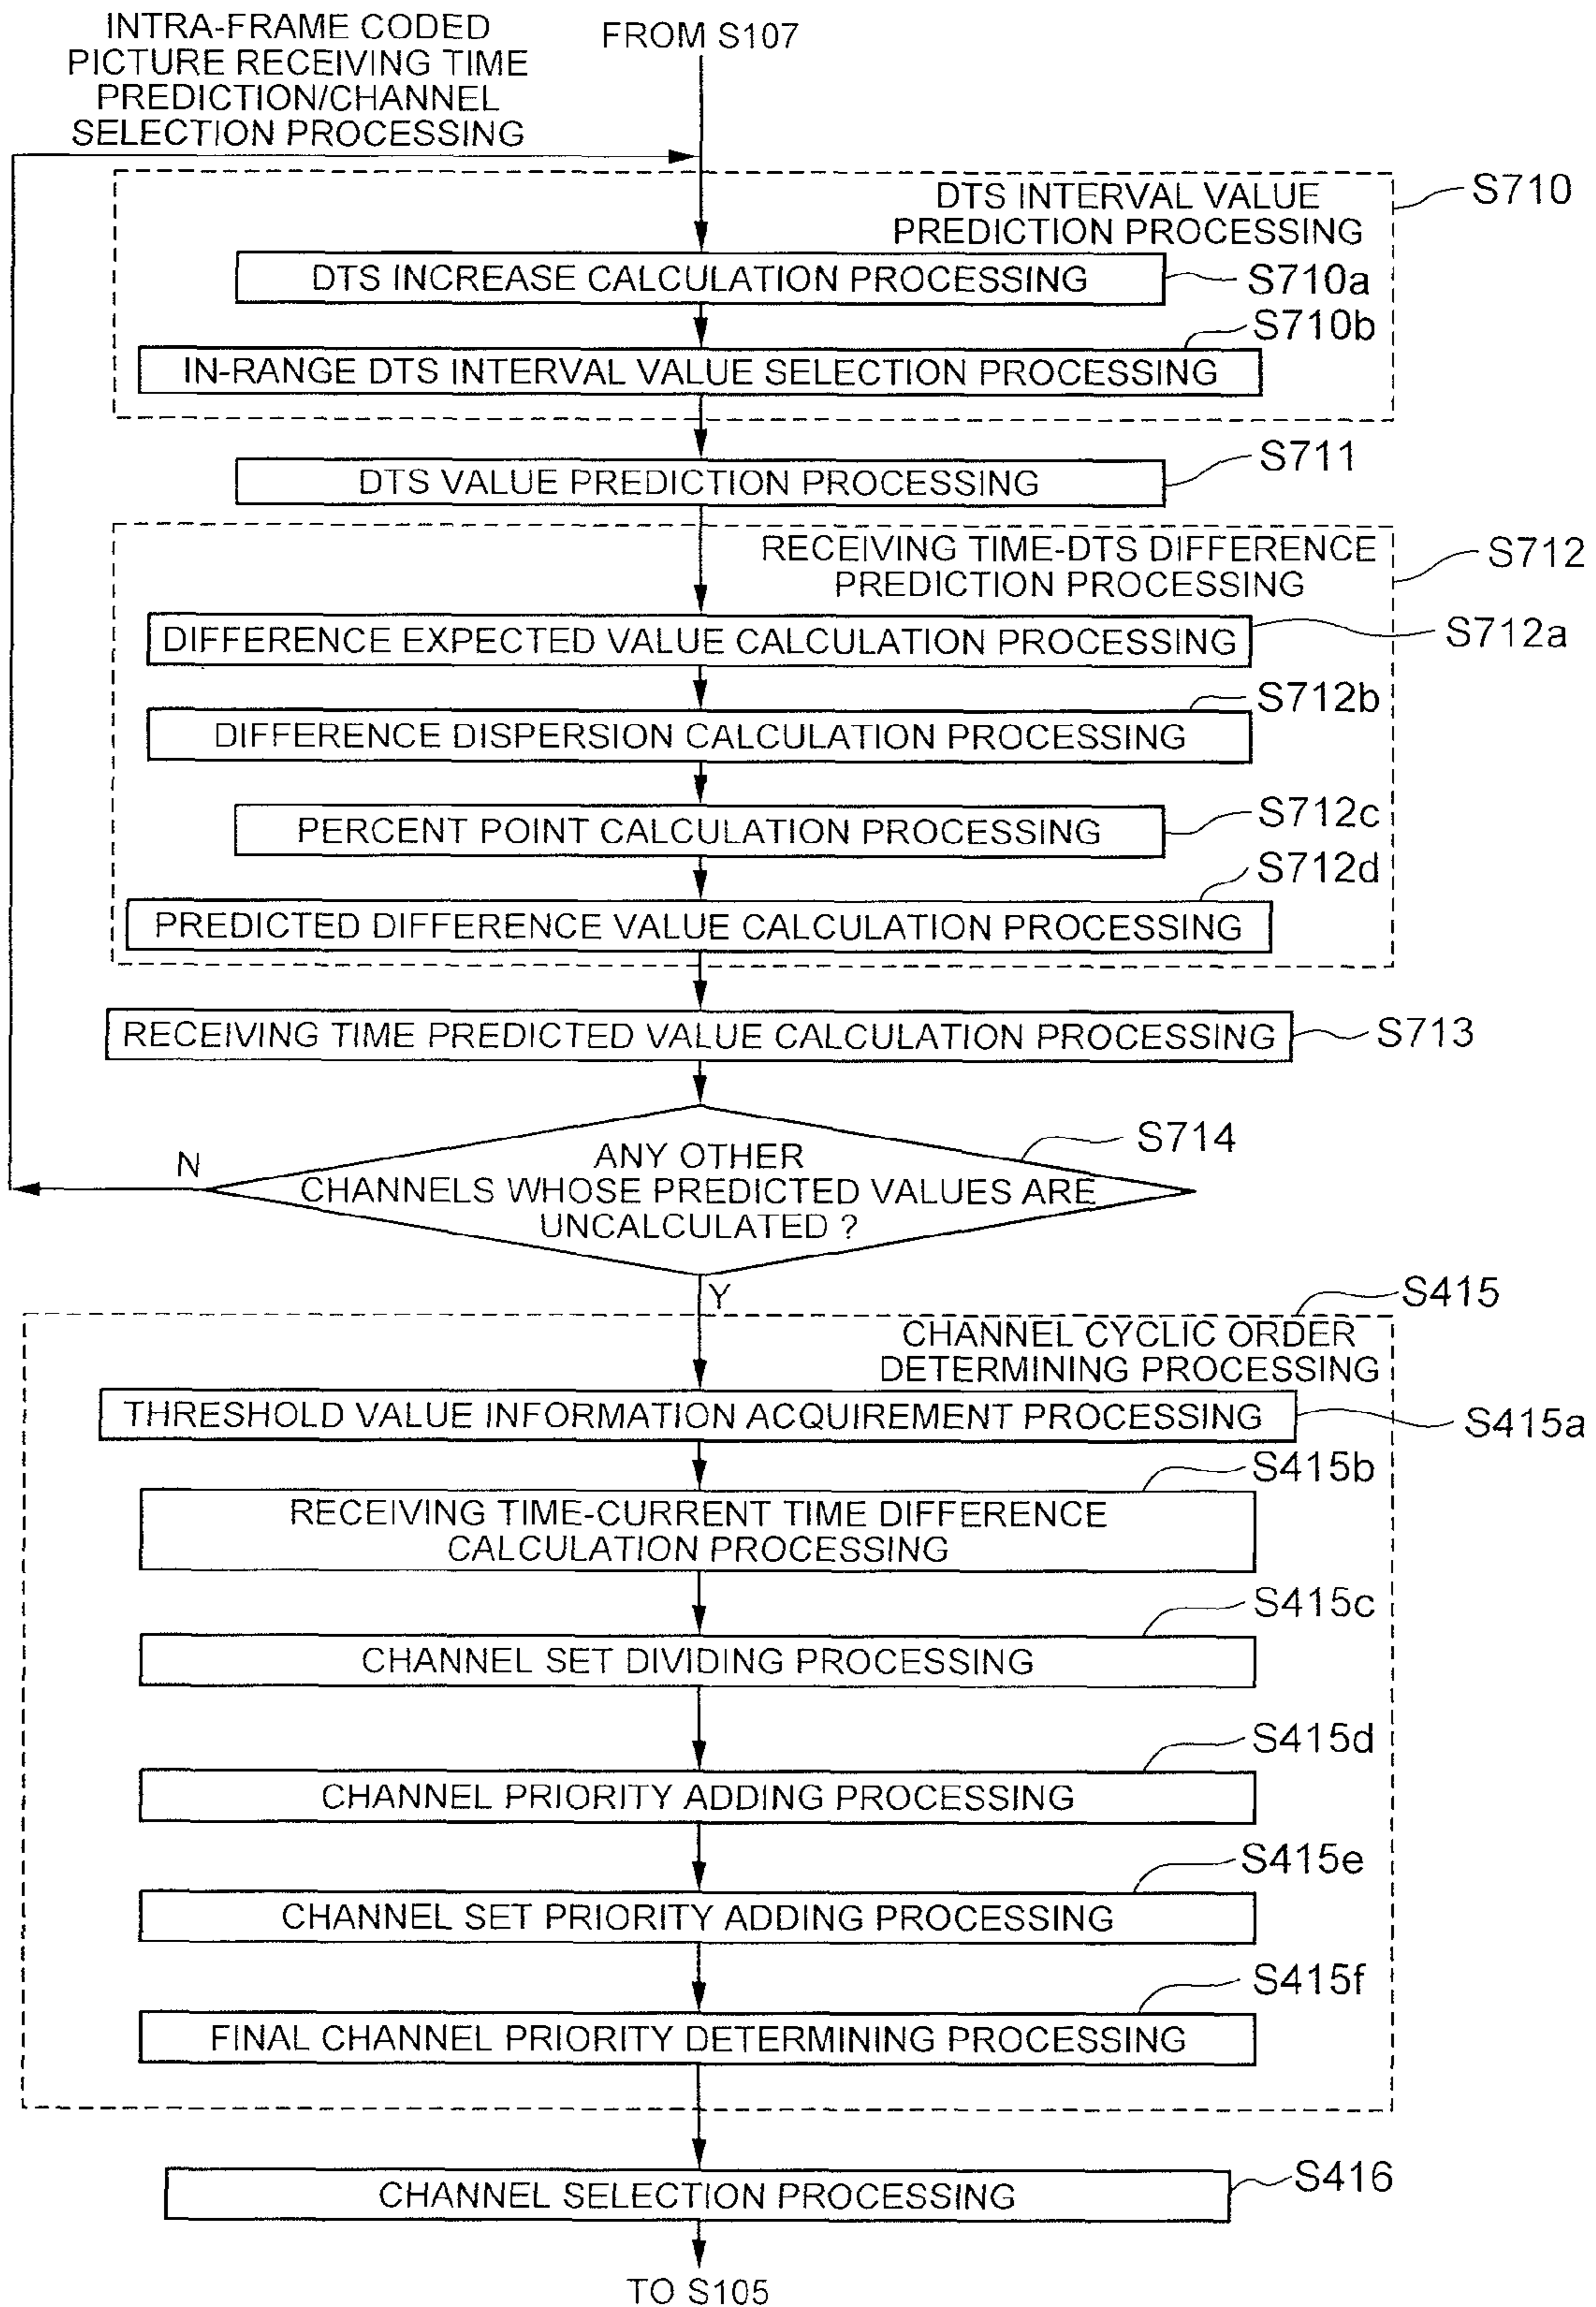 INTRA-FRAME CODED
PICTURE RECEIVING TIME
PREDICTION/CHANNEL
SELECTION PROCESSING
FROM S107
DTS INTERVAL VALUE
PREDICTION PROCESSING
S710
DTS INCREASE CALCULATION PROCESSING
S710a
S710b
IN-RANGE DTS INTERVAL VALUE SELECTION PROCESSING
S711
DTS VALUE PREDICTION PROCESSING
RECEIVING TIME-DTS DIFFERENCE
PREDICTION PROCESSING
S712
DIFFERENCE EXPECTED VALUE CALCULATION PROCESSING
S712a
S712b
DIFFERENCE DISPERSION CALCULATION PROCESSING
S712c
PERCENT POINT CALCULATION PROCESSING
S712d
PREDICTED DIFFERENCE VALUE CALCULATION PROCESSING
RECEIVING TIME PREDICTED VALUE CALCULATION PROCESSING
S713
S714
N
ANY OTHER
CHANNELS WHOSE PREDICTED VALUES ARE
UNCALCULATED ?
Y
S415
CHANNEL CYCLIC ORDER
DETERMINING PROCESSING
THRESHOLD VALUE INFORMATION ACQUIREMENT PROCESSING
S415a
S415b
RECEIVING TIME-CURRENT TIME DIFFERENCE
CALCULATION PROCESSING
S415c
CHANNEL SET DIVIDING PROCESSING
S415d
CHANNEL PRIORITY ADDING PROCESSING
S415e
CHANNEL SET PRIORITY ADDING PROCESSING
S415f
FINAL CHANNEL PRIORITY DETERMINING PROCESSING
S416
CHANNEL SELECTION PROCESSING
TO S105